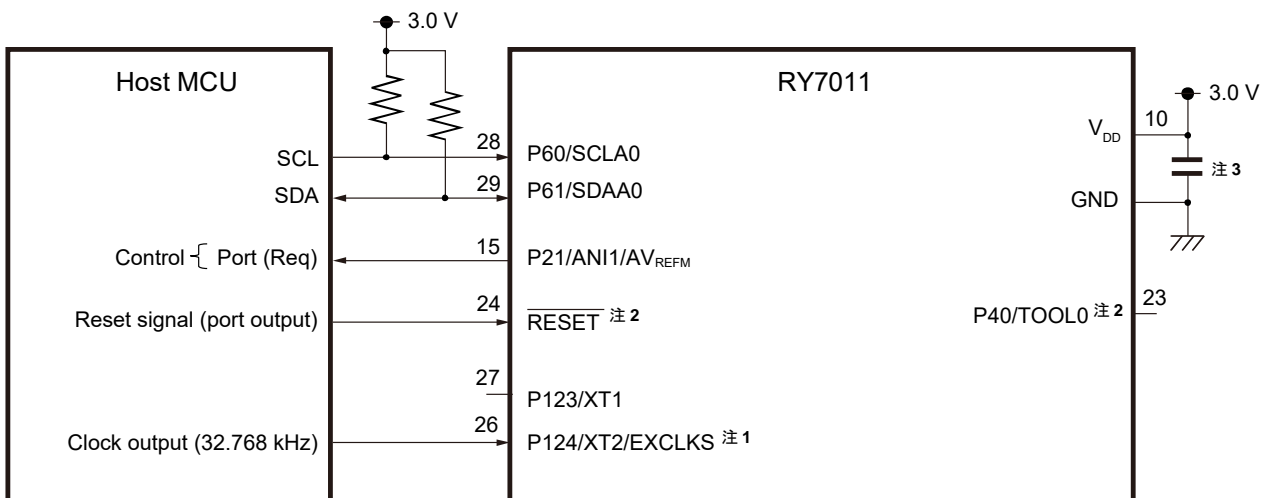 3.0 V
Host MCU
RY7011
3.0 V
10
VDD
注 3
GND
SCL
28
P60/SCLA0
SDA
29
P61/SDAA0
Control { Port (Req)
15
P21/ANI1/AVREFM
Reset signal (port output)
24
RESET 注 2
P40/TOOL0 注 2
23
27
P123/XT1
Clock output (32.768 kHz)
26
P124/XT2/EXCLKS 注 1